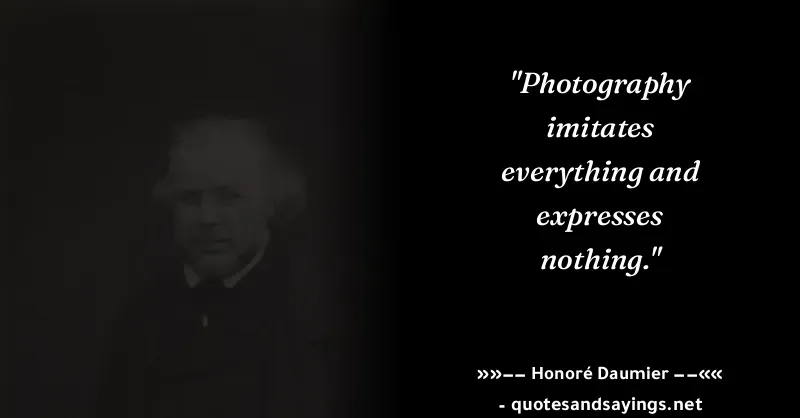 "Photography
imitates
everything and
expresses
nothing."
»»−− Honoré Daumier −−««
- quotesandsayings.net